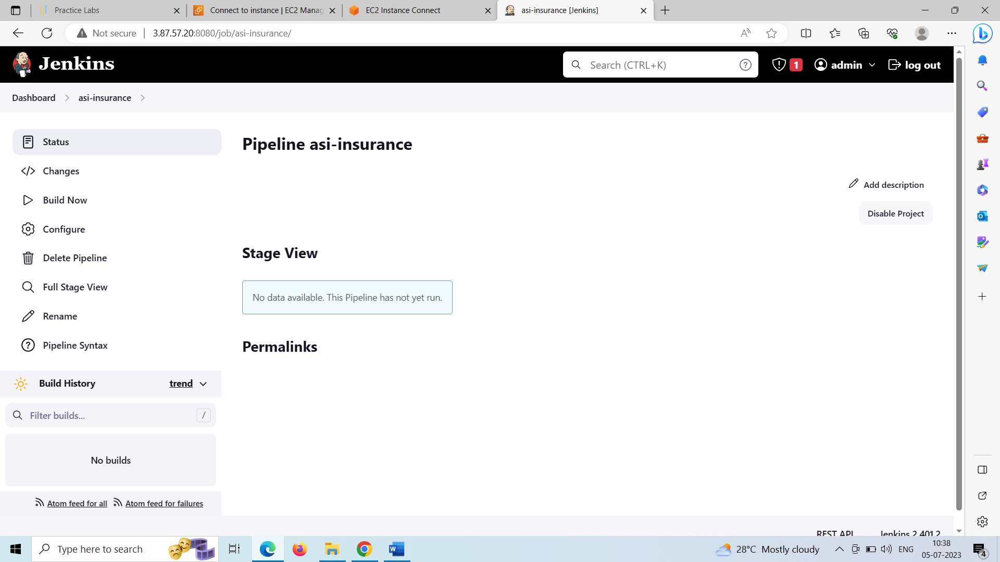 Practice Labs
Connect to instance | EC2 Manag
EC2 Instance Connect
asi-insurance [Jenkins]
Not secure
3.87.57.20:8080/job/asi-insurance/
Jenkins
Search (CTRL+K)
1
admin
log out
Dashboard
asi-insurance
Status
Changes
Build Now
Configure
Delete Pipeline
Full Stage View
Rename
Pipeline Syntax
Build History
trend
Filter builds...
/
No builds
Atom feed for all
Atom feed for failures
Pipeline asi-insurance
Add description
Disable Project
Stage View
No data available. This Pipeline has not yet run.
Permalinks
REST API
Jenkins 2.401.2
Type here to search
28°C Mostly cloudy
ENG
10:38
05-07-2023
4